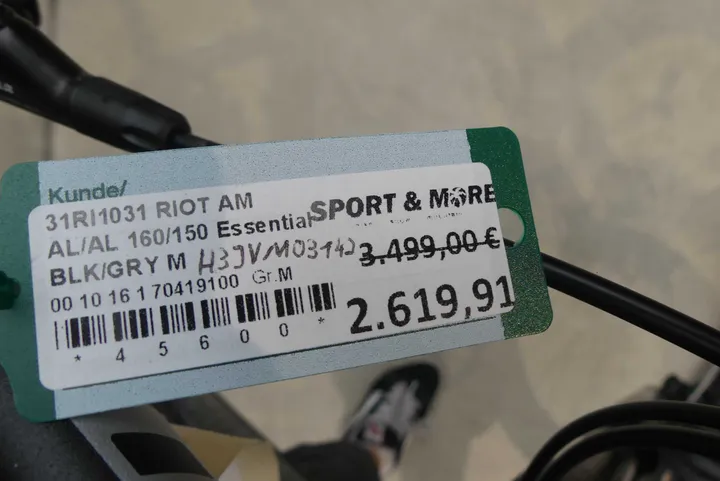 Kunde/
31RI1031 RIOT AM
AL/AL 160/150 Essential
BLK/GRY M
00 10 16 1 70419100 Gr.M
* 4 5 6 0 0 *
SPORT & MORE
3.499,00 €
2.619,91